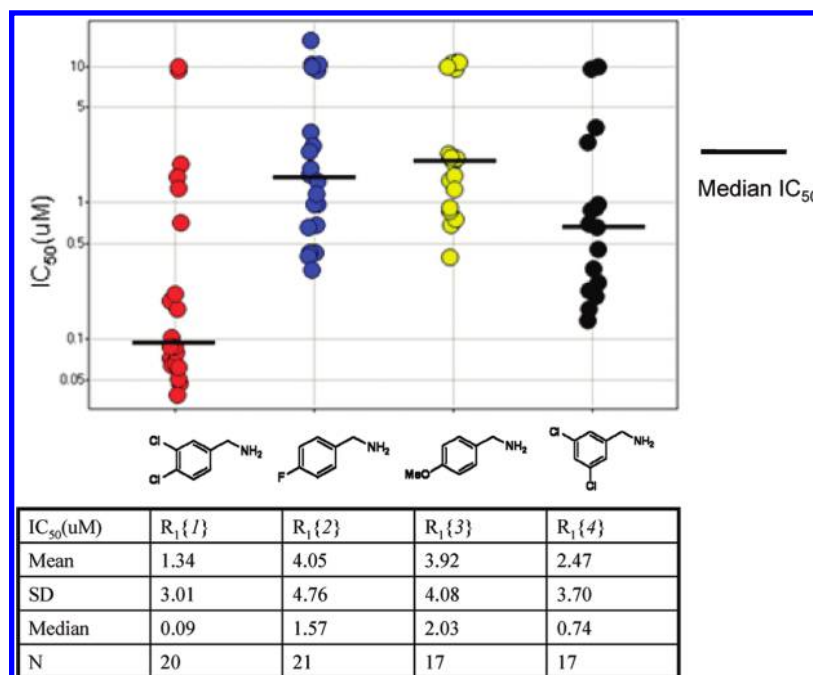 10
5
1
0.5
0.1
0.05
IC50(uM)
Median IC50
Cl
Cl
NH2
F
NH2
MeO
NH2
Cl
Cl
NH2
IC50(uM) R1{1} R1{2} R1{3} R1{4}
Mean 1.34 4.05 3.92 2.47
SD 3.01 4.76 4.08 3.70
Median 0.09 1.57 2.03 0.74
N 20 21 17 17